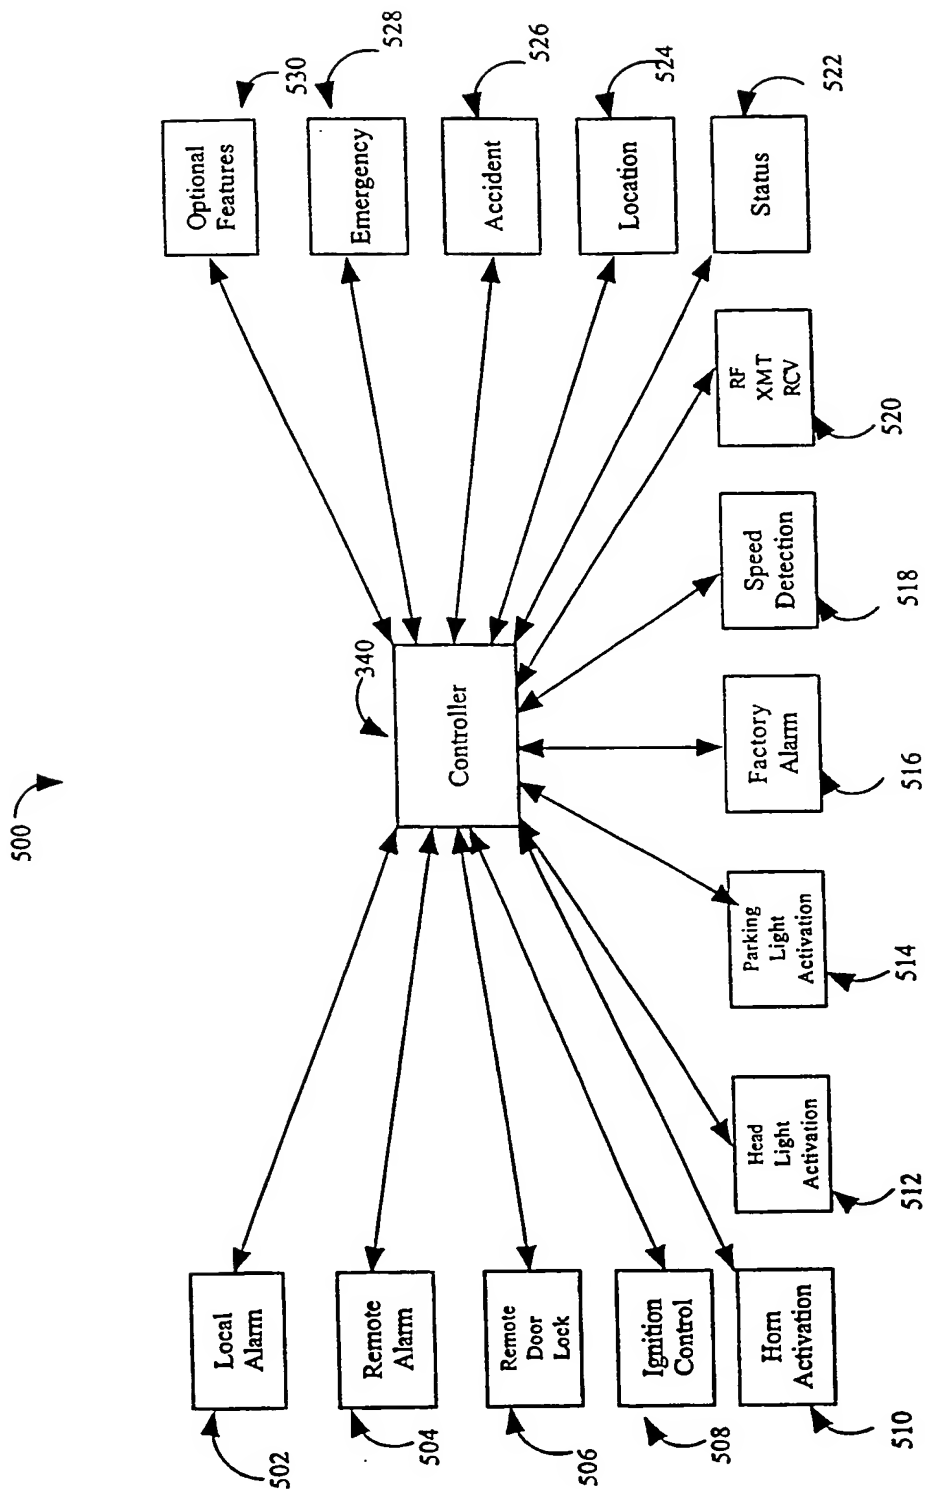 500
340
Controller
502
Local
Alarm
504
Remote
Alarm
506
Remote
Door
Lock
508
Ignition
Control
510
Horn
Activation
512
Head
Light
Activation
514
Parking
Light
Activation
516
Factory
Alarm
518
Speed
Detection
520
RF
XMT
RCV
522
Status
524
Location
526
Accident
528
Emergency
530
Optional
Features